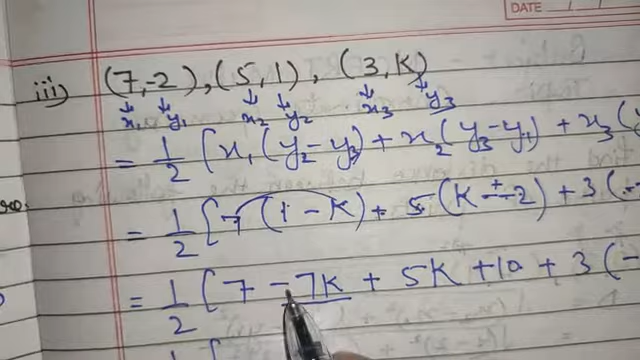 DATE
iii) (7,-2), (5,1), (3,K)
x₁ y₁ x₂ y₂ x₃ y₃
= 1/2 [x₁(y₂-y₃) + x₂(y₃-y₁) + x₃(
= 1/2 [7(1-K) + 5(K+--2) + 3(
= 1/2 [7-7K + 5K +10 + 3(-